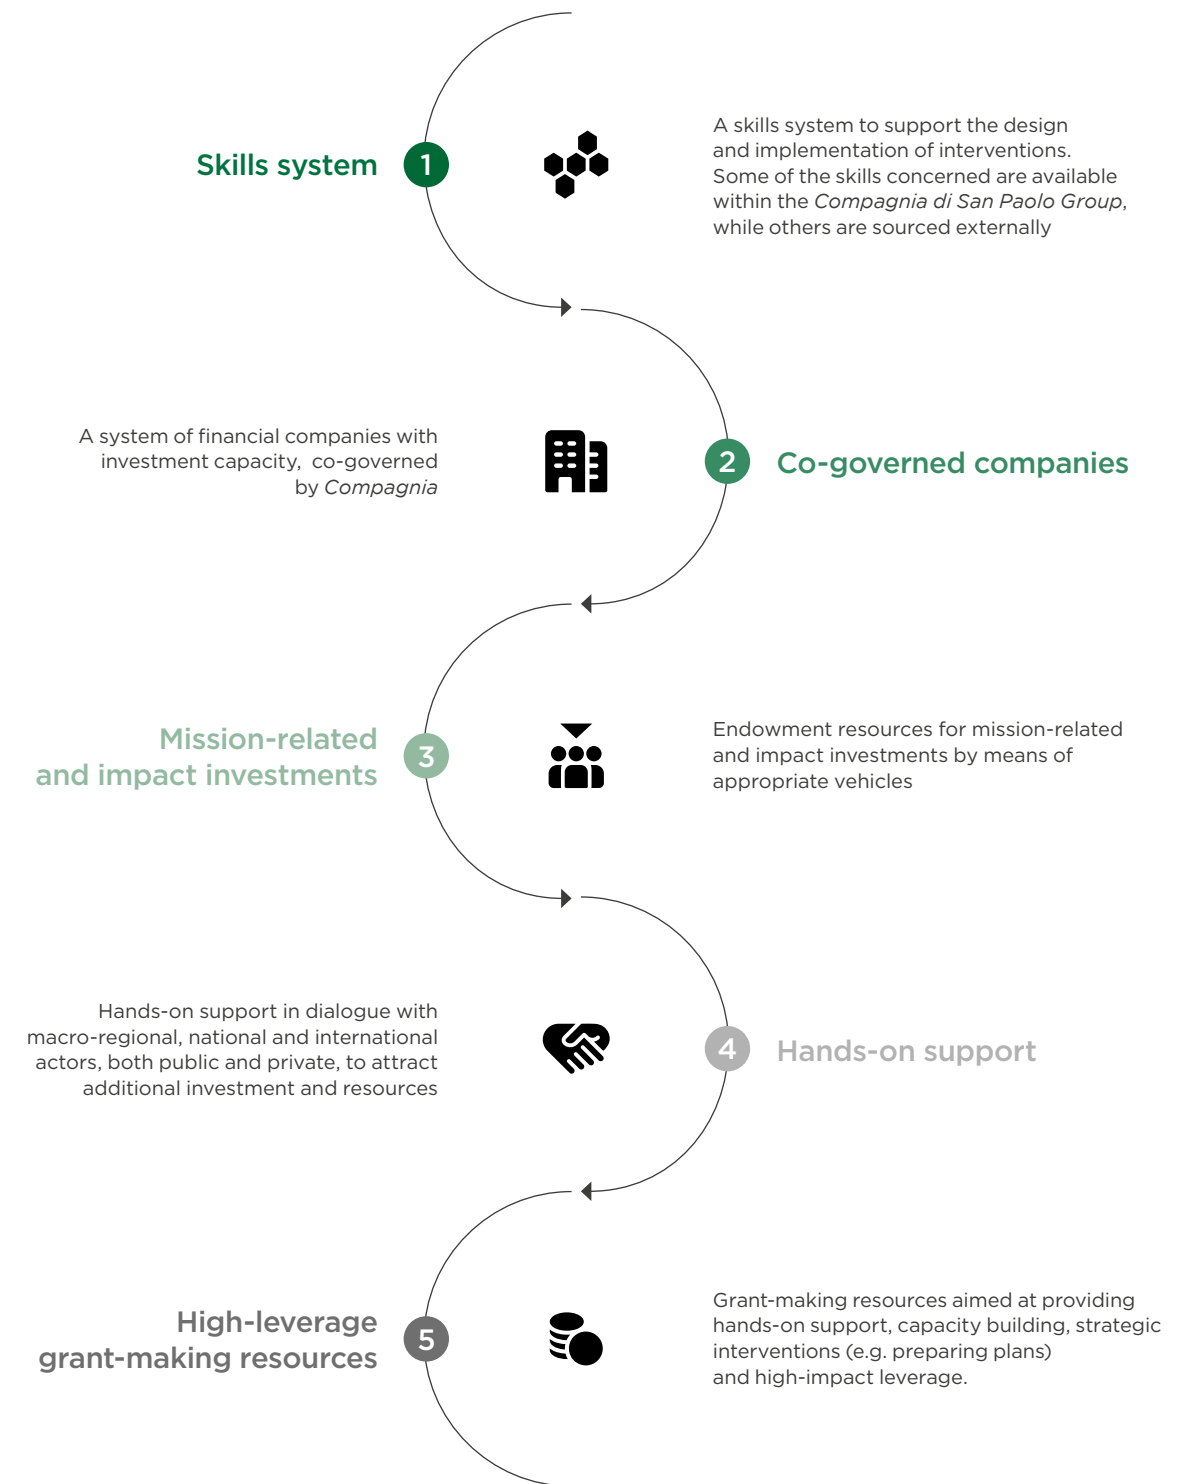 Skills system
1
A skills system to support the design
and implementation of interventions.
Some of the skills concerned are available
within the Compagnia di San Paolo Group,
while others are sourced externally
A system of financial companies with
investment capacity,  co-governed
by Compagnia
2
Co-governed companies
Mission-related
and impact investments
3
Endowment resources for mission-related
and impact investments by means of
appropriate vehicles
Hands-on support in dialogue with
macro-regional, national and international
actors, both public and private, to attract
additional investment and resources
4
Hands-on support
High-leverage
grant-making resources
5
Grant-making resources aimed at providing
hands-on support, capacity building, strategic
interventions (e.g. preparing plans)
and high-impact leverage.